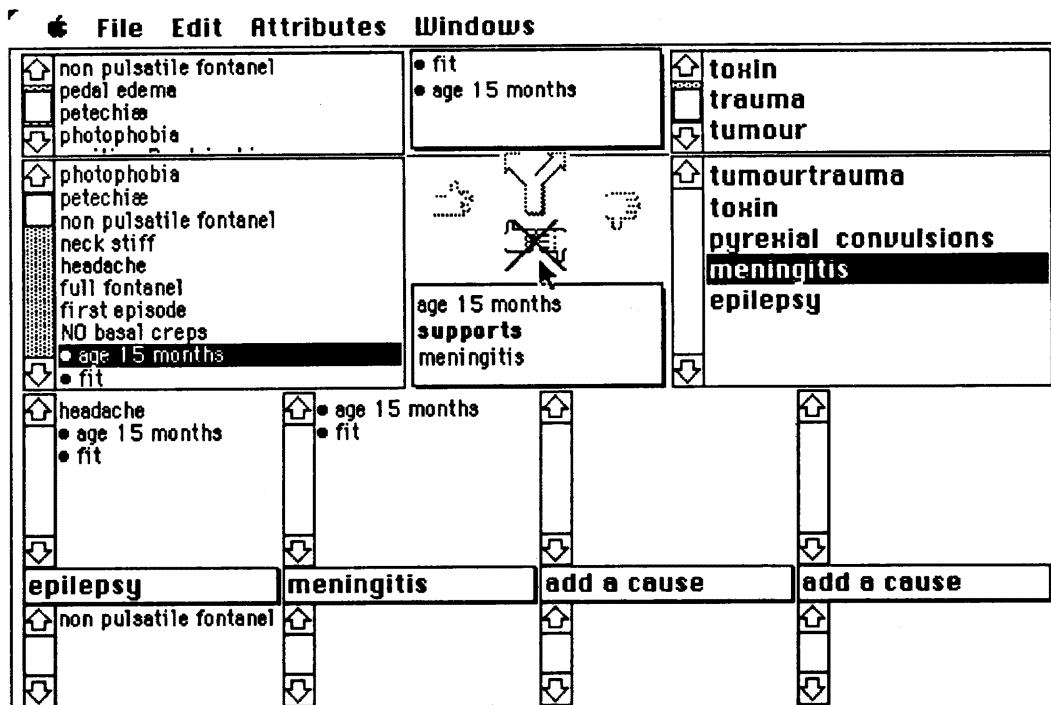 File Edit Attributes Windows
non pulsatile fontanel
pedal edema
petechiæ
photophobia
• fit
• age 15 months
toxin
trauma
tumour
photophobia
petechiæ
non pulsatile fontanel
neck stiff
headache
full fontanel
first episode
NO basal creps
• age 15 months
• fit
age 15 months
supports
meningitis
tumourtrauma
toxin
pyrexial convulsions
meningitis
epilepsy
headache
• age 15 months
• fit
• age 15 months
• fit
epilepsy
meningitis
add a cause
add a cause
non pulsatile fontanel